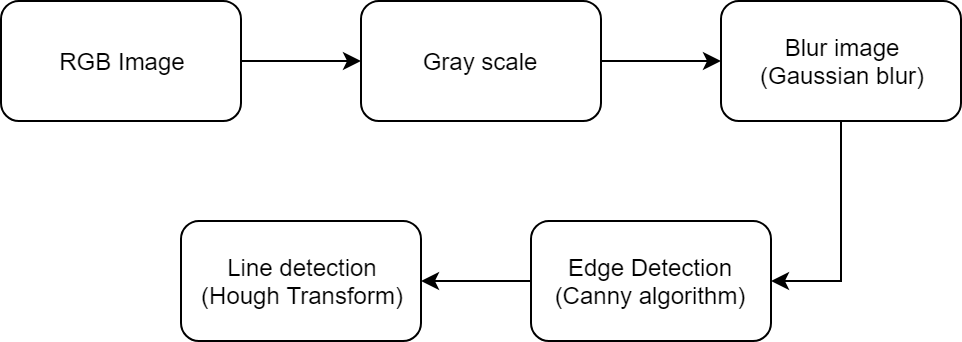 RGB Image
Gray scale
Blur image
(Gaussian blur)
Edge Detection
(Canny algorithm)
Line detection
(Hough Transform)